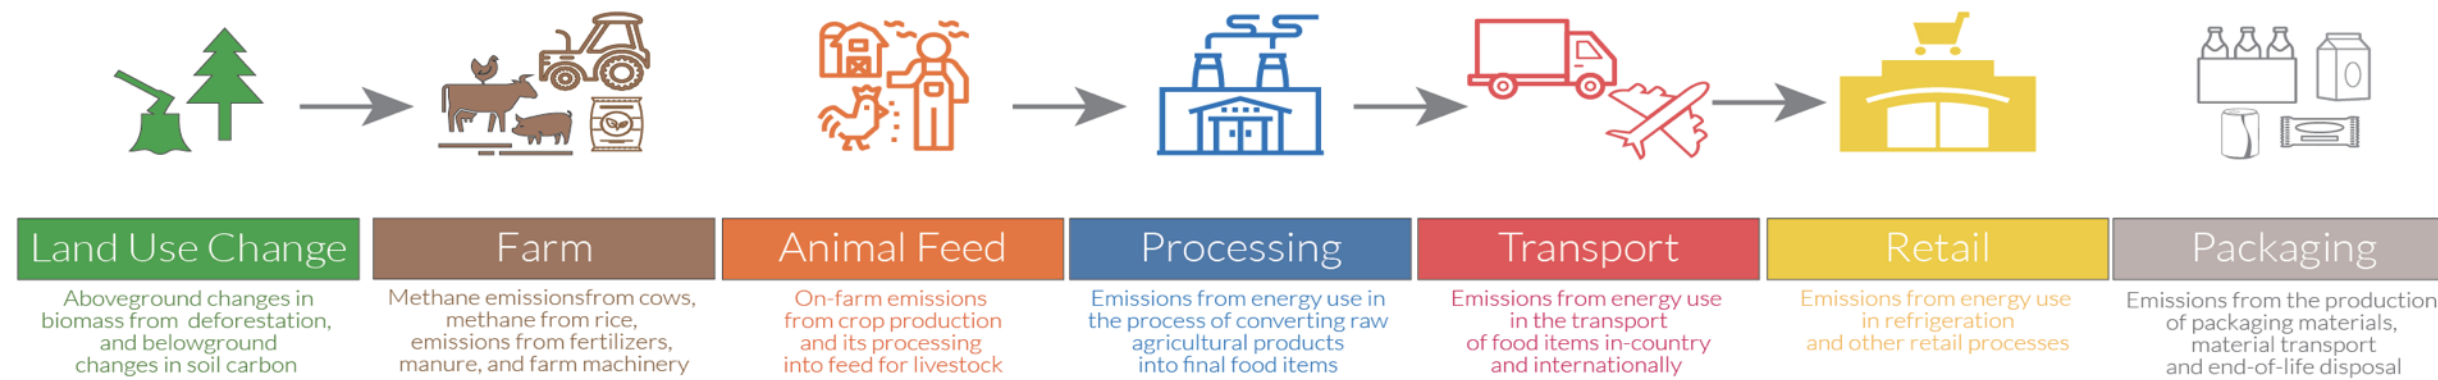 Land Use Change
Aboveground changes in
biomass from deforestation,
and belowground
changes in soil carbon
Farm
Methane emissionsfrom cows,
methane from rice,
emissions from fertilizers,
manure, and farm machinery
Animal Feed
On-farm emissions
from crop production
and its processing
into feed for livestock
Processing
Emissions from energy use in
the process of converting raw
agricultural products
into final food items
Transport
Emissions from energy use
in the transport
of food items in-country
and internationally
Retail
Emissions from energy use
in refrigeration
and other retail processes
Packaging
Emissions from the production
of packaging materials,
material transport
and end-of-life disposal